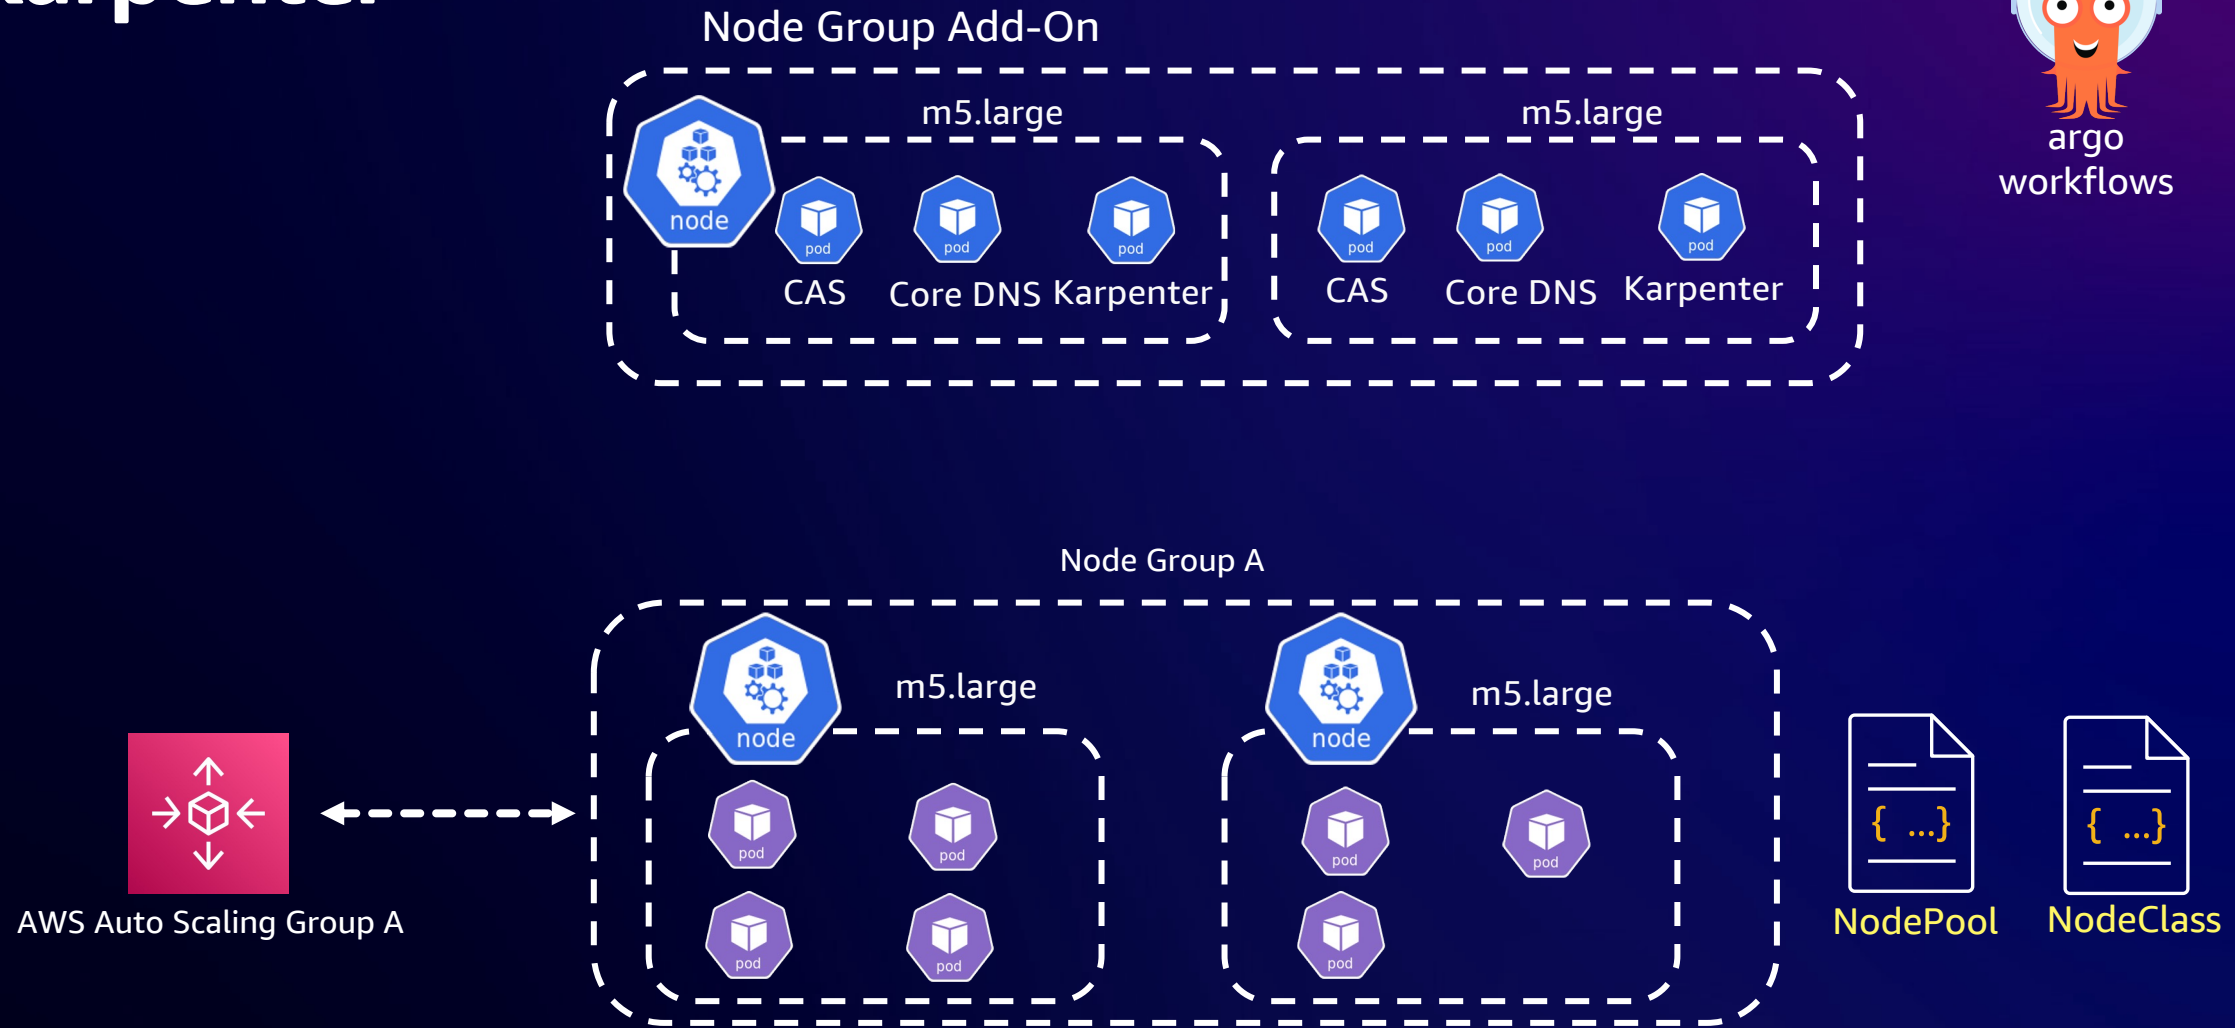 Karpenter
Node Group Add-On
m5.large
m5.large
node
pod
pod
pod
pod
pod
pod
CAS
Core DNS
Karpenter
CAS
Core DNS
Karpenter
argo
workflows
Node Group A
node
m5.large
node
m5.large
pod
pod
pod
pod
pod
pod
pod
{ ...}
{ ...}
AWS Auto Scaling Group A
NodePool
NodeClass